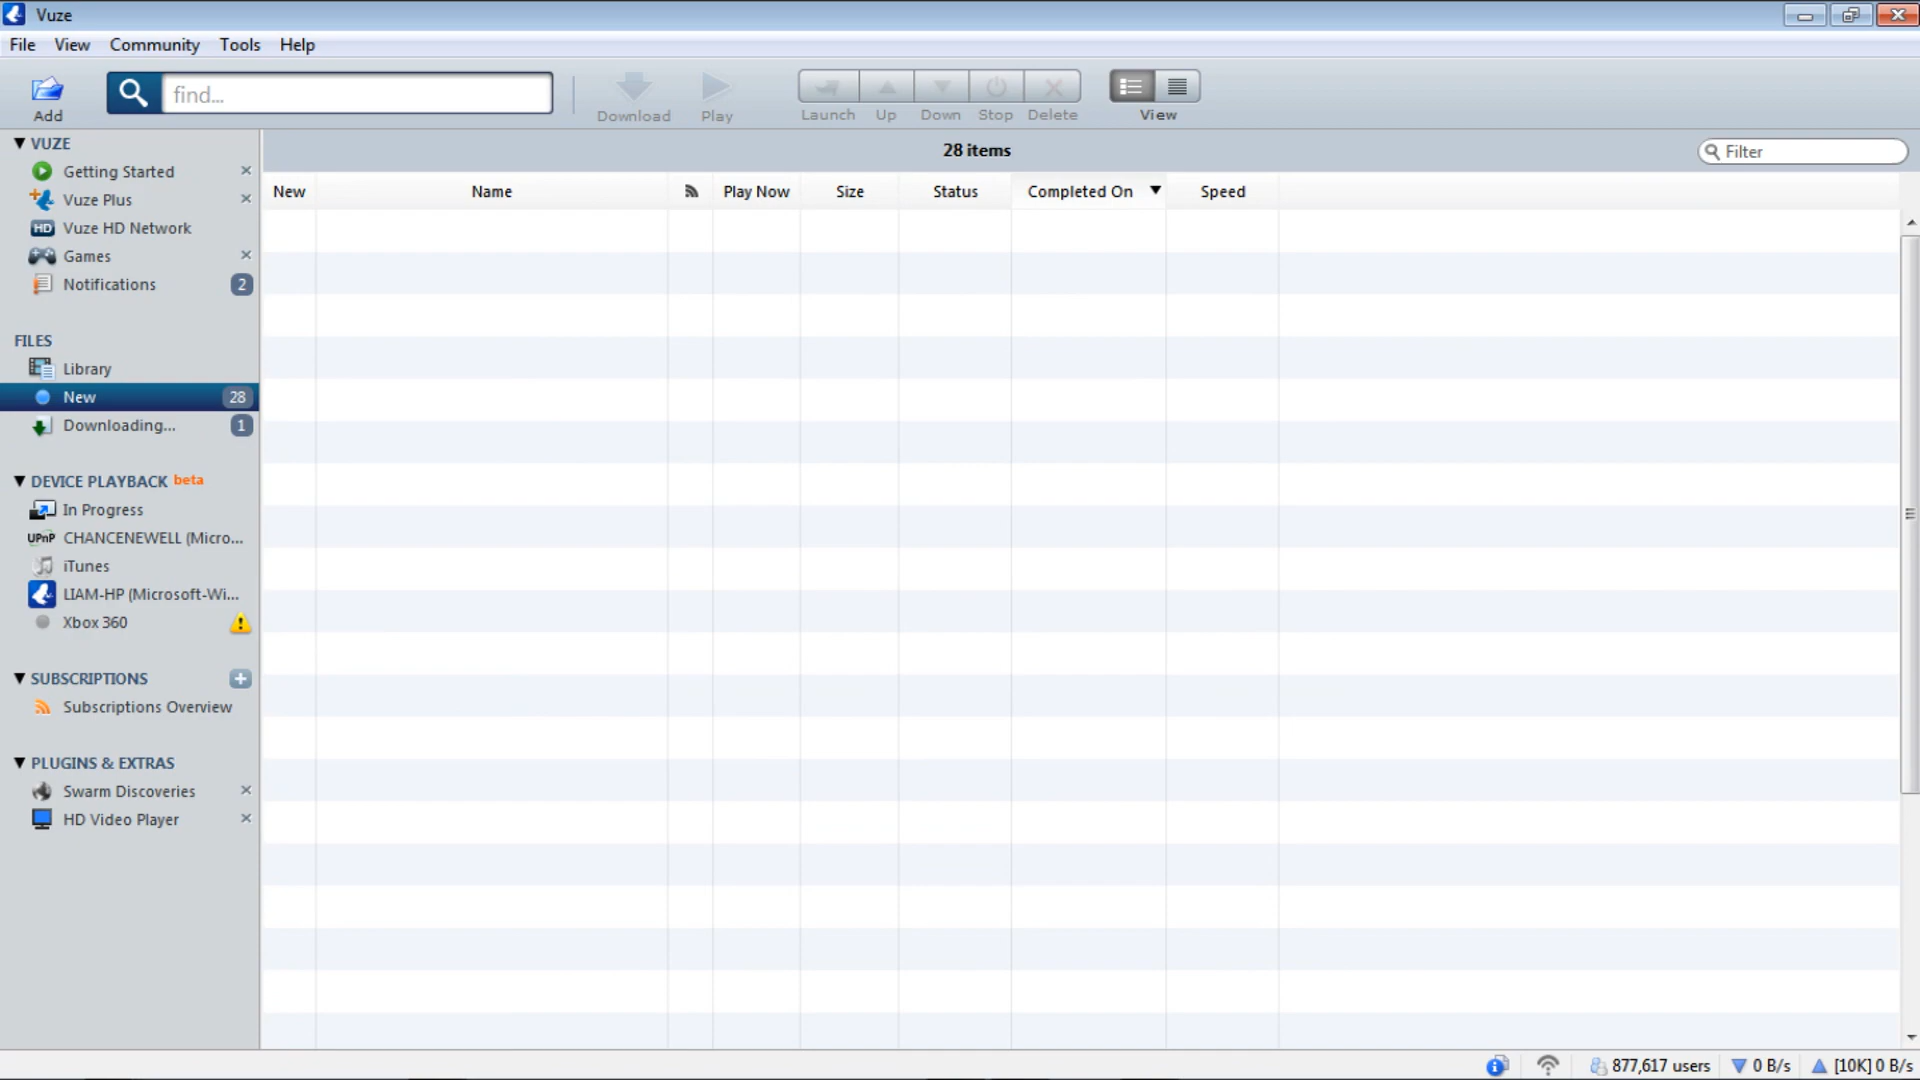 Vuze
File View Community Tools Help
Add
find...
Download
Play
Launch Up Down Stop Delete
View
VUZE
Getting Started
Vuze Plus
HD Vuze HD Network
Games
Notifications 2
FILES
Library
New 28
Downloading... 1
DEVICE PLAYBACK beta
In Progress
UPnP CHANCENEWELL (Micro...
iTunes
LIAM-HP (Microsoft-Wi...
Xbox 360
SUBSCRIPTIONS
Subscriptions Overview
PLUGINS & EXTRAS
Swarm Discoveries
HD Video Player
28 items
Filter
New Name Play Now Size Status Completed On Speed
877,617 users 0 B/s [10K] 0 B/s